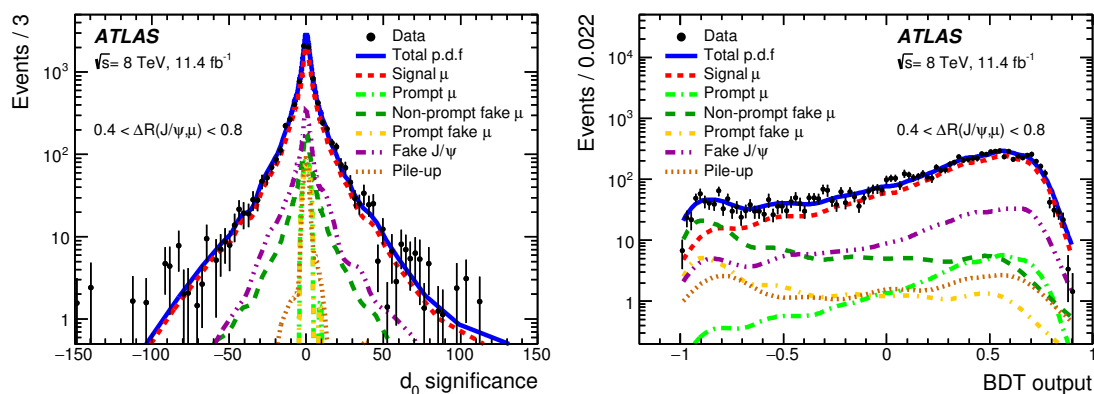 ATLAS
√s= 8 TeV, 11.4 fb⁻¹
0.4 < ΔR(J/ψ,μ) < 0.8
Data
Total p.d.f
Signal μ
Prompt μ
Non-prompt fake μ
Prompt fake μ
Fake J/ψ
Pile-up
Events / 3
10³
10²
10
1
−150 −100 −50 0 50 100 150
d₀ significance
Data
Total p.d.f
Signal μ
Prompt μ
Non-prompt fake μ
Prompt fake μ
Fake J/ψ
Pile-up
ATLAS
√s= 8 TeV, 11.4 fb⁻¹
0.4 < ΔR(J/ψ,μ) < 0.8
Events / 0.022
10⁴
10³
10²
10
1
−1 −0.5 0 0.5 1
BDT output